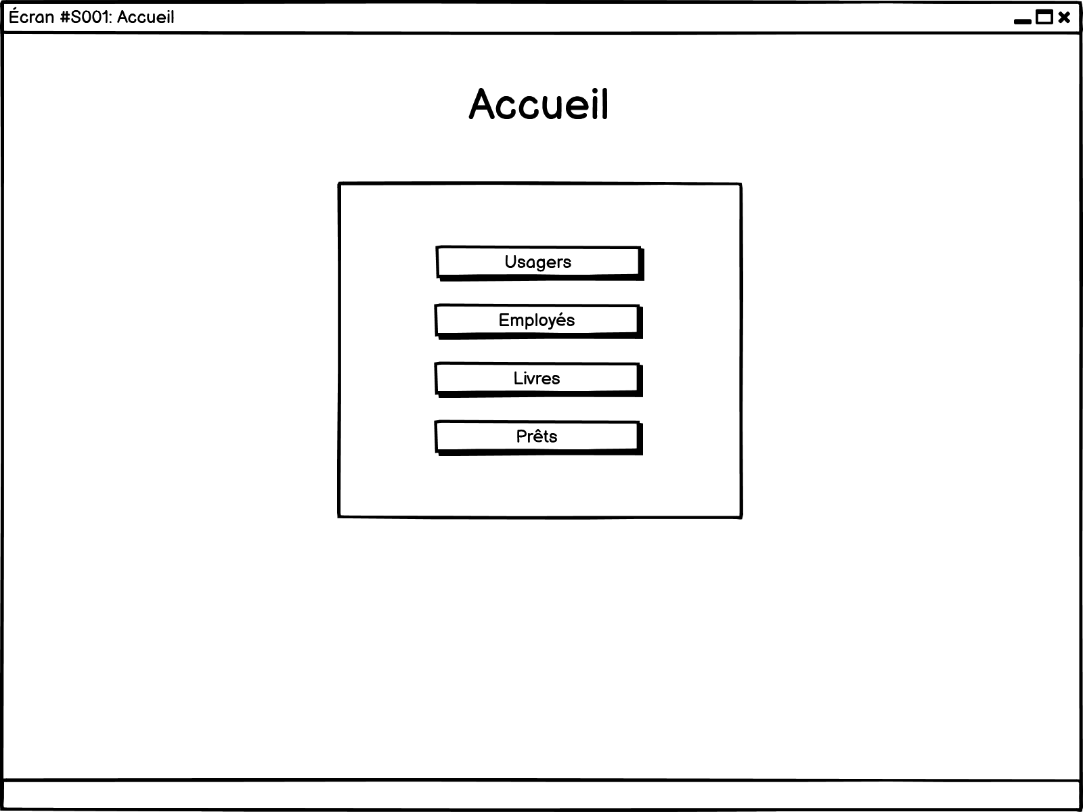 Écran #S001: Accueil
Accueil
Usagers
Employés
Livres
Prêts